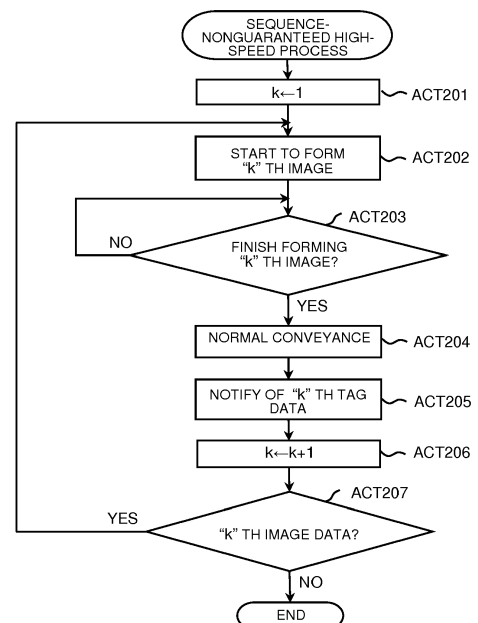 SEQUENCE-
NONGUARANTEED HIGH-
SPEED PROCESS
k←1
ACT201
START TO FORM
“k” TH IMAGE
ACT202
ACT203
FINISH FORMING
“k” TH IMAGE?
NO
YES
NORMAL CONVEYANCE
ACT204
NOTIFY OF “k” TH TAG
DATA
ACT205
k←k+1
ACT206
ACT207
YES
“k” TH IMAGE DATA?
NO
END